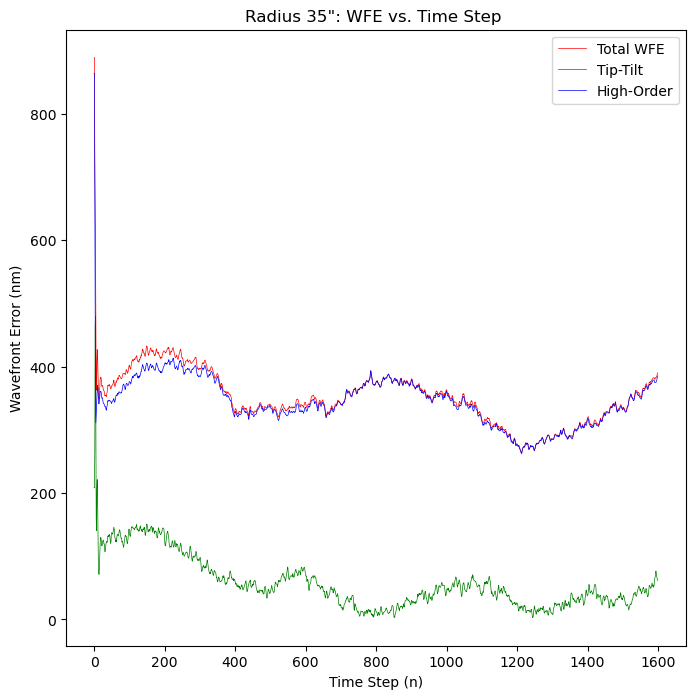 Radius 35": WFE vs. Time Step
Total WFE
Tip-Tilt
High-Order
Wavefront Error (nm)
800
600
400
200
0
0 200 400 600 800 1000 1200 1400 1600
Time Step (n)